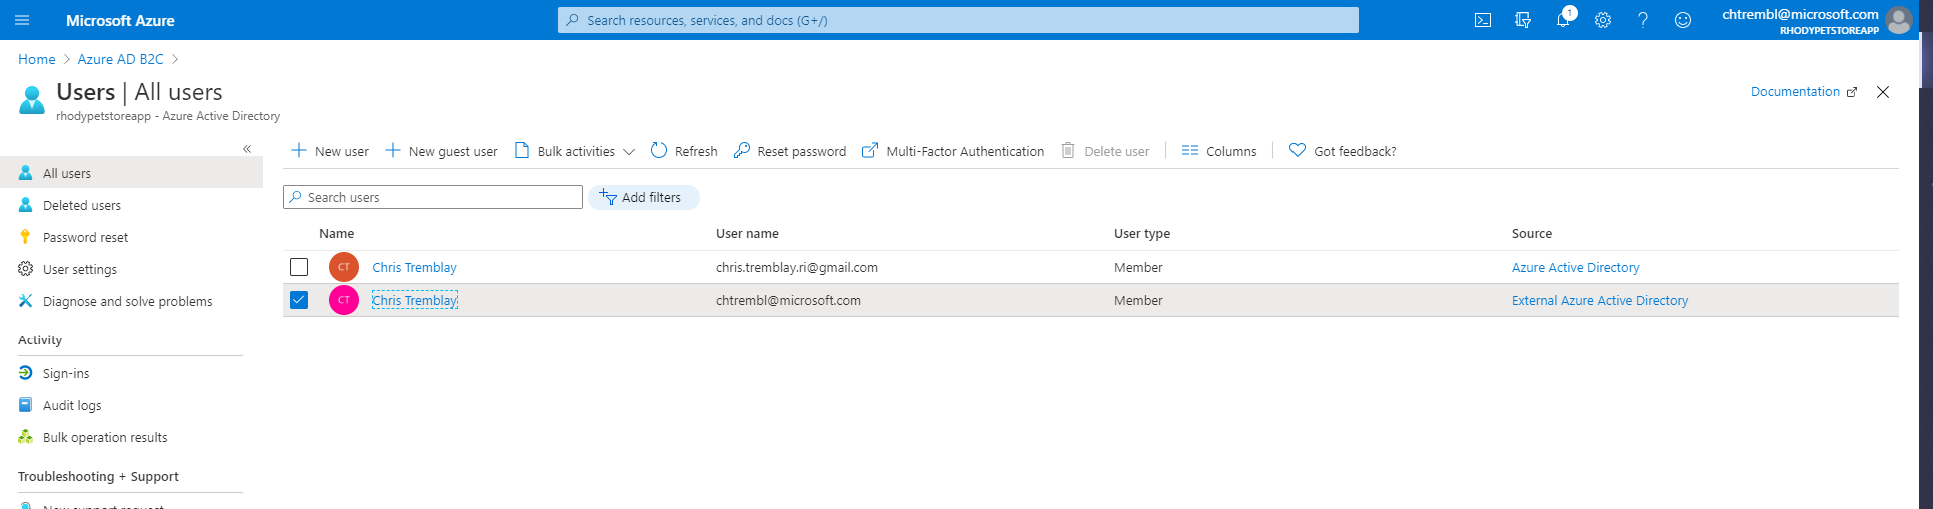 Microsoft Azure
Search resources, services, and docs (G+/)
1
chtrembl@microsoft.com
RHODYPETSTOREAPP
Home > Azure AD B2C >
Users | All users
rhodypetstoreapp - Azure Active Directory
Documentation
«
New user
New guest user
Bulk activities
Refresh
Reset password
Multi-Factor Authentication
Delete user
Columns
Got feedback?
All users
Deleted users
Password reset
User settings
Diagnose and solve problems
Activity
Sign-ins
Audit logs
Bulk operation results
Troubleshooting + Support
New support request
Search users
Add filters
Name User name User type Source
CT Chris Tremblay chris.tremblay.ri@gmail.com Member Azure Active Directory
CT Chris Tremblay chtrembl@microsoft.com Member External Azure Active Directory